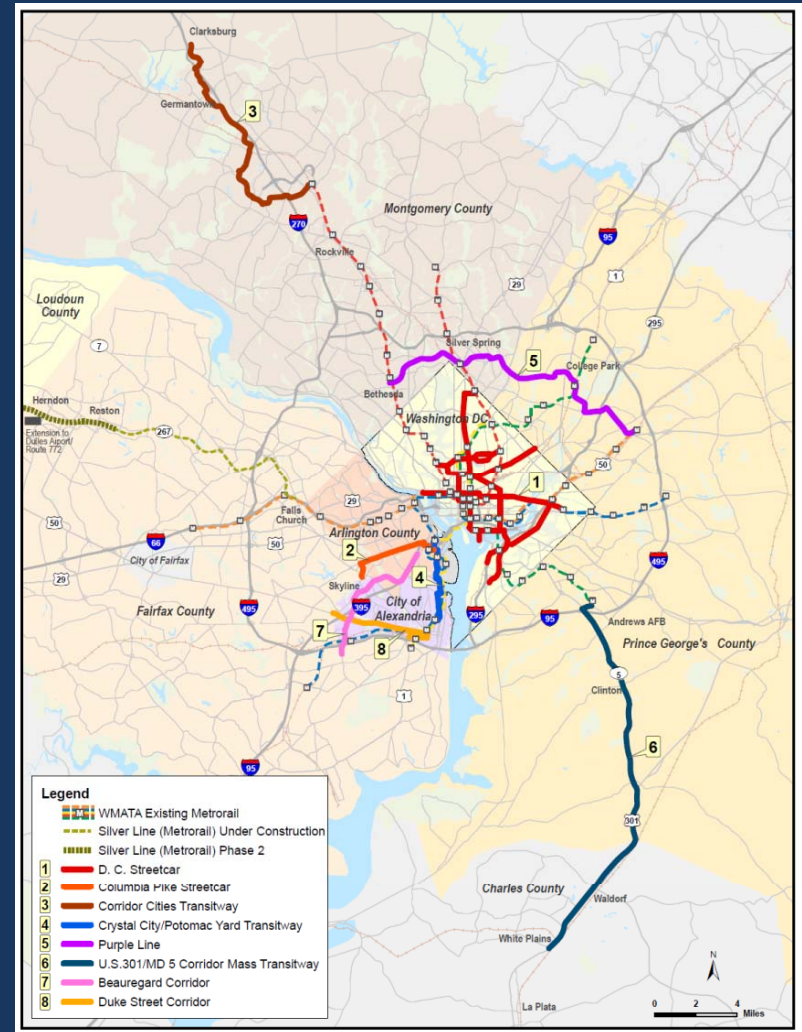 Clarksburg
Germantown
3
Montgomery County
270
Rockville
95
29
1
295
Loudoun
County
7
Silver Spring
5
College Park
Bethesda
Herndon
Reston
267
Extension to
Dulles Aiport/
Route 772
Washington DC
50
1
29
Falls
Church
Arlington County
50
66
50
City of Fairfax
2
29
Skyline
4
495
395
City of
Alexandria
Fairfax County
495
295
95
Andrews AFB
Prince George's County
7
8
5
1
Clinton
6
95
301
Charles County
Waldorf
White Plains
La Plata
N
0 2 4
Miles
Legend
M WMATA Existing Metrorail
Silver Line (Metrorail) Under Construction
Silver Line (Metrorail) Phase 2
1 D. C. Streetcar
2 Columbia Pike Streetcar
3 Corridor Cities Transitway
4 Crystal City/Potomac Yard Transitway
5 Purple Line
6 U.S.301/MD 5 Corridor Mass Transitway
7 Beauregard Corridor
8 Duke Street Corridor